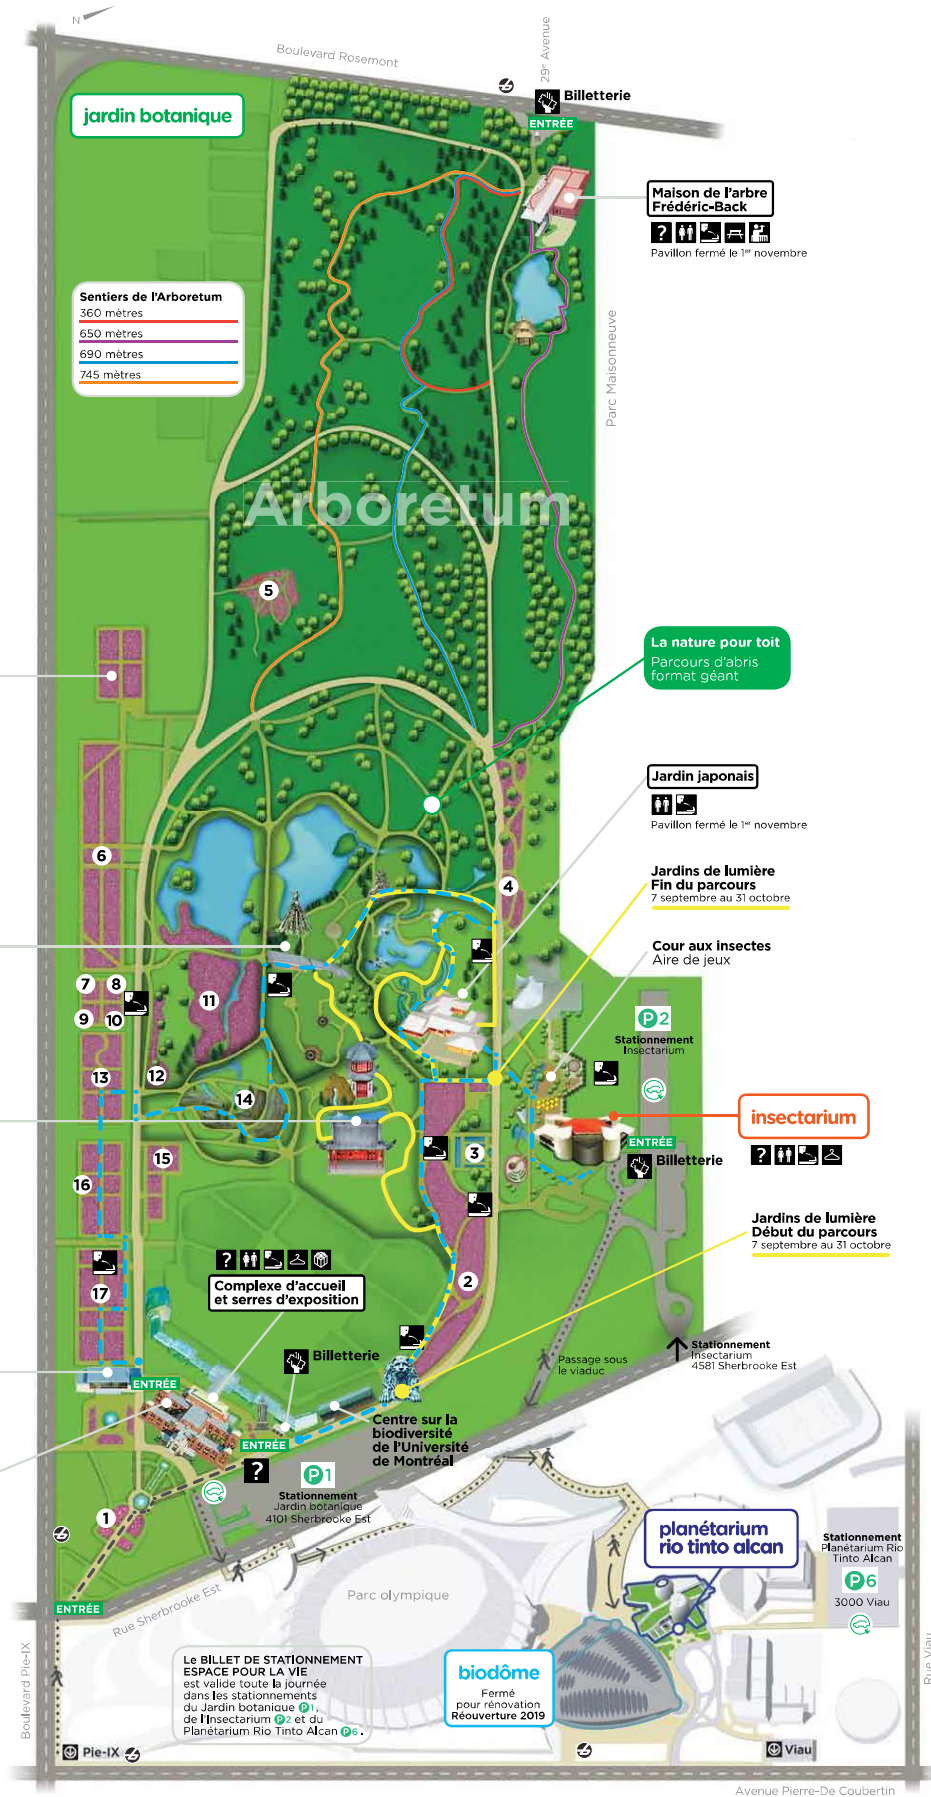 N
Boulevard Rosemont
29e Avenue
Billetterie
ENTRÉE
jardin botanique
Maison de l'arbre
Frédéric-Back
?
Pavillon fermé le 1er novembre
Sentiers de l'Arboretum
360 mètres
650 mètres
690 mètres
745 mètres
Parc Maisonneuve
Arboretum
5
La nature pour toit
Parcours d'abris
format géant
Jardin japonais
Pavillon fermé le 1er novembre
6
4
Jardins de lumière
Fin du parcours
7 septembre au 31 octobre
Cour aux insectes
Aire de jeux
7
8
9
10
11
P2
Stationnement
Insectarium
12
13
14
insectarium
?
ENTRÉE
Billetterie
3
15
16
Jardins de lumière
Début du parcours
7 septembre au 31 octobre
?
Complexe d'accueil
et serres d'exposition
2
17
Billetterie
Stationnement
Insectarium
4581 Sherbrooke Est
Passage sous
le viaduc
ENTRÉE
ENTRÉE
Centre sur la
biodiversité
de l'Université
de Montréal
?
P1
Stationnement
Jardin botanique
4101 Sherbrooke Est
1
planétarium
rio tinto alcan
Stationnement
Planétarium Rio
Tinto Alcan
P6
3000 Viau
Parc olympique
ENTRÉE
Rue Sherbrooke Est
Boulevard Pie-IX
Rue Viau
Le BILLET DE STATIONNEMENT
ESPACE POUR LA VIE
est valide toute la journée
dans les stationnements
du Jardin botanique P1,
de l'Insectarium P2 et du
Planétarium Rio Tinto Alcan P6.
biodôme
Fermé
pour rénovation
Réouverture 2019
Pie-IX
Viau
Avenue Pierre-De Coubertin